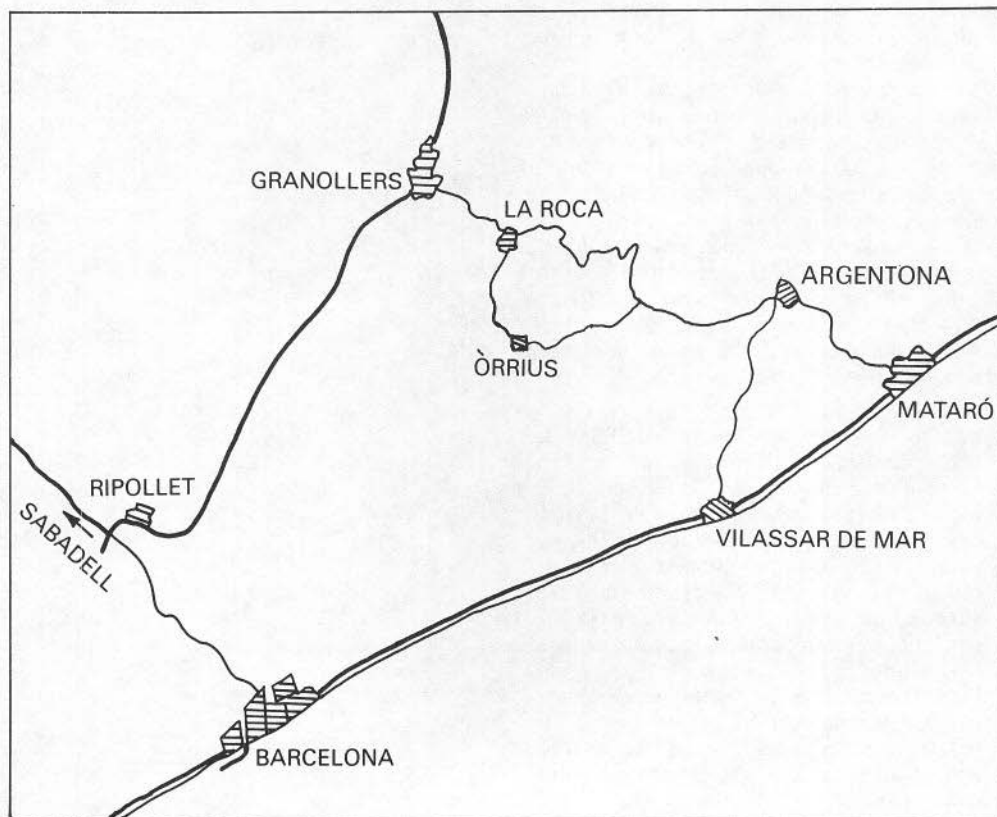 GRANOLLERS
LA ROCA
ARGENTONA
ÒRRIUS
MATARÓ
RIPOLLET
SABADELL
VILASSAR DE MAR
BARCELONA